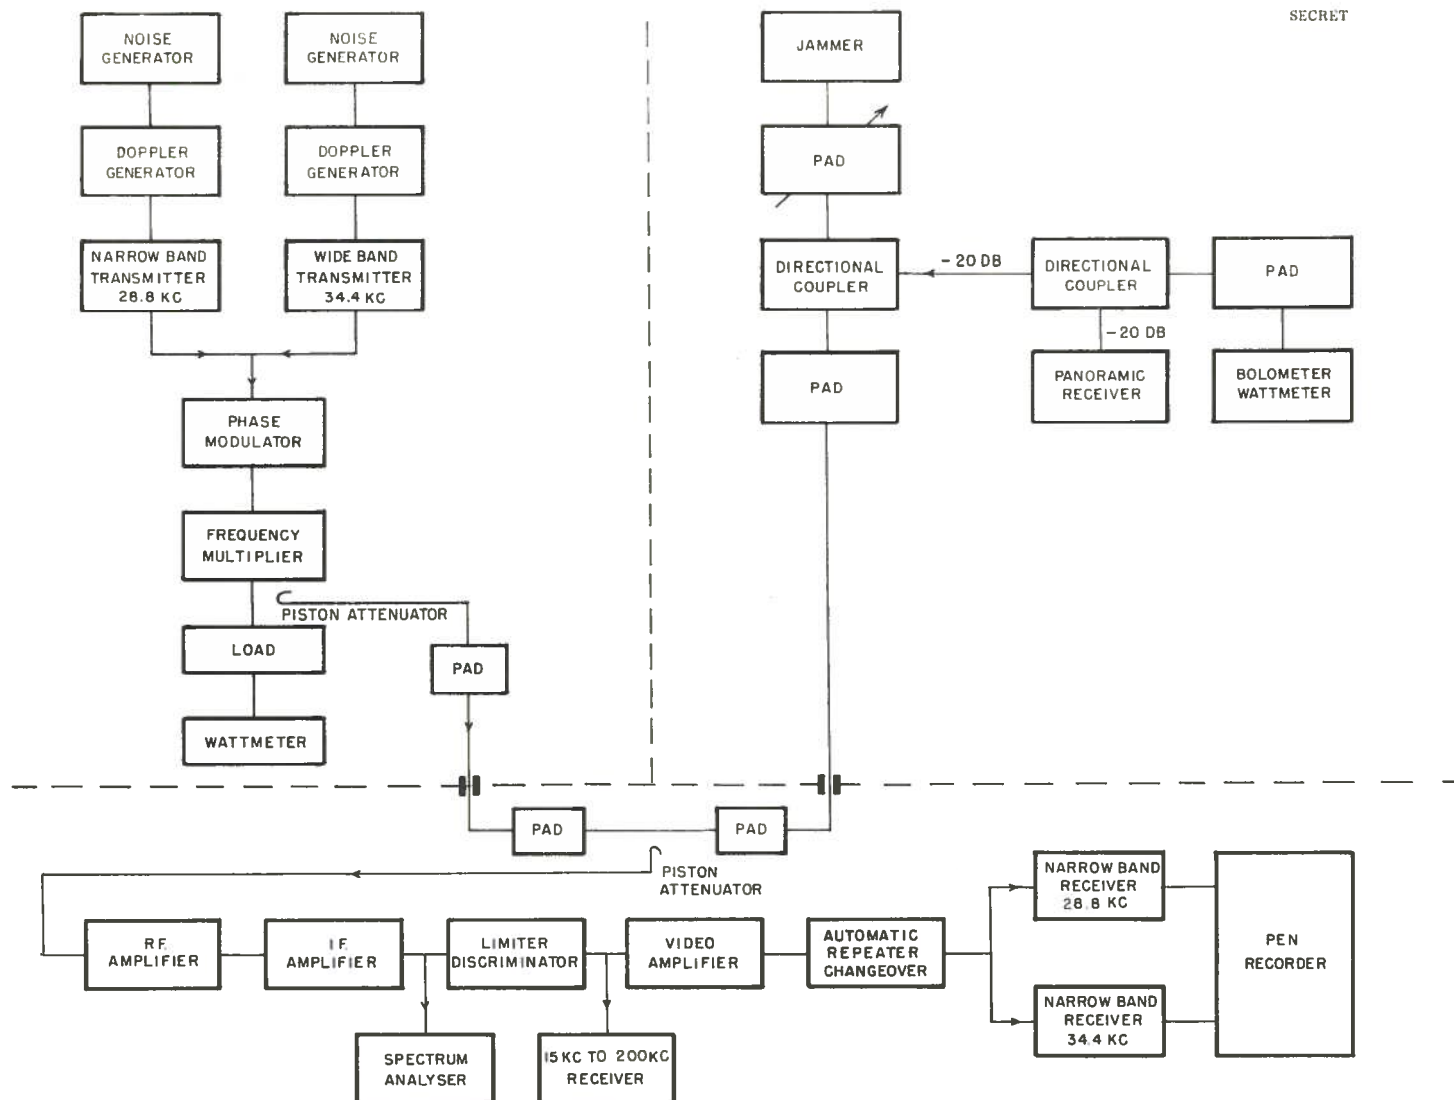 SECRET
NOISE
GENERATOR
NOISE
GENERATOR
JAMMER
DOPPLER
GENERATOR
DOPPLER
GENERATOR
PAD
NARROW BAND
TRANSMITTER
28.8 KC
WIDE BAND
TRANSMITTER
34.4 KC
DIRECTIONAL
COUPLER
-20 DB
DIRECTIONAL
COUPLER
PAD
-20 DB
PAD
PANORAMIC
RECEIVER
BOLOMETER
WATTMETER
PHASE
MODULATOR
FREQUENCY
MULTIPLIER
PISTON ATTENUATOR
LOAD
PAD
WATTMETER
PAD
PAD
PISTON
ATTENUATOR
NARROW BAND
RECEIVER
28.8 KC
R.F.
AMPLIFIER
I.F.
AMPLIFIER
LIMITER
DISCRIMINATOR
VIDEO
AMPLIFIER
AUTOMATIC
REPEATER
CHANGEOVER
PEN
RECORDER
NARROW BAND
RECEIVER
34.4 KC
SPECTRUM
ANALYSER
15 KC TO 200KC
RECEIVER